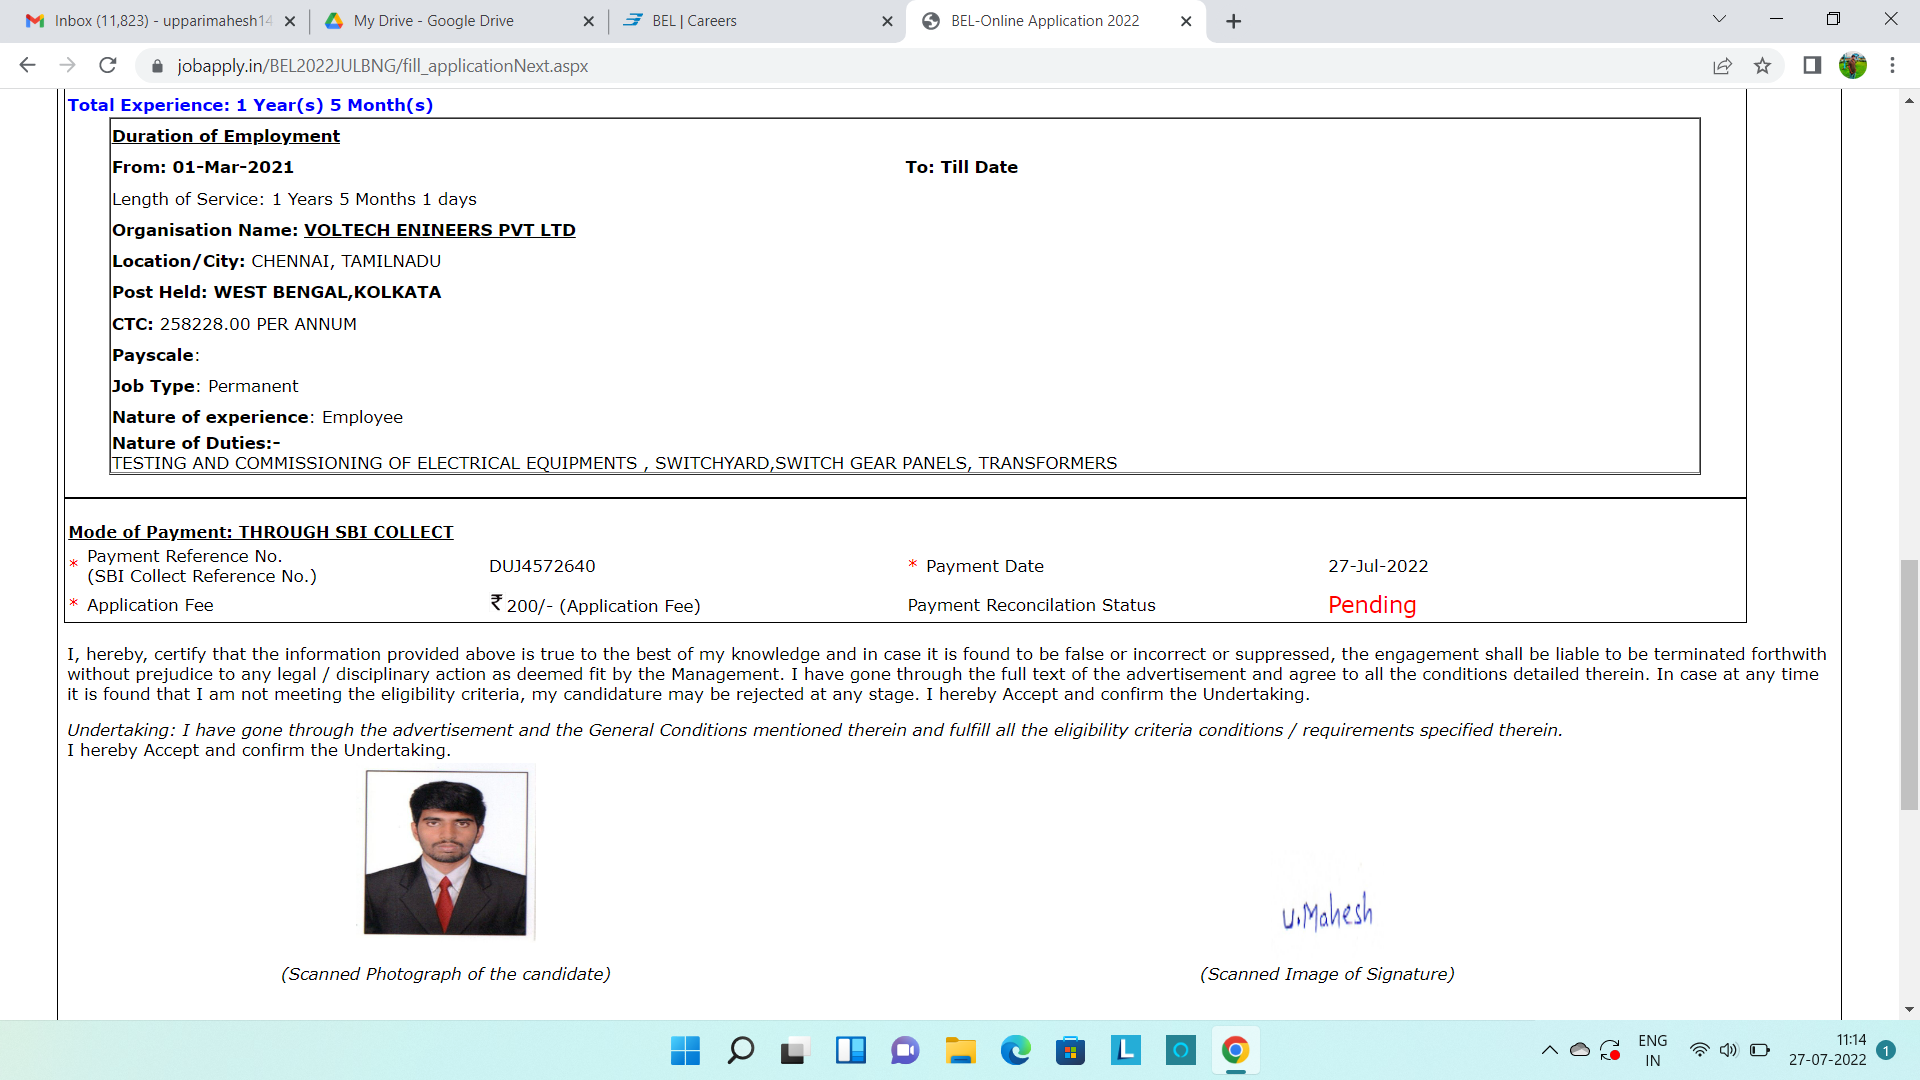 Inbox (11,823) - upparimahesh14
My Drive - Google Drive
BEL | Careers
BEL-Online Application 2022
jobapply.in/BEL2022JULBNG/fill_applicationNext.aspx
Total Experience: 1 Year(s) 5 Month(s)
Duration of Employment
From: 01-Mar-2021 To: Till Date
Length of Service: 1 Years 5 Months 1 days
Organisation Name: VOLTECH ENINEERS PVT LTD
Location/City: CHENNAI, TAMILNADU
Post Held: WEST BENGAL,KOLKATA
CTC: 258228.00 PER ANNUM
Payscale:
Job Type: Permanent
Nature of experience: Employee
Nature of Duties:-
TESTING AND COMMISSIONING OF ELECTRICAL EQUIPMENTS , SWITCHYARD,SWITCH GEAR PANELS, TRANSFORMERS
Mode of Payment: THROUGH SBI COLLECT
* Payment Reference No.
(SBI Collect Reference No.) DUJ4572640 * Payment Date 27-Jul-2022
* Application Fee ₹ 200/- (Application Fee) Payment Reconcilation Status Pending
I, hereby, certify that the information provided above is true to the best of my knowledge and in case it is found to be false or incorrect or suppressed, the engagement shall be liable to be terminated forthwith
without prejudice to any legal / disciplinary action as deemed fit by the Management. I have gone through the full text of the advertisement and agree to all the conditions detailed therein. In case at any time
it is found that I am not meeting the eligibility criteria, my candidature may be rejected at any stage. I hereby Accept and confirm the Undertaking.
Undertaking: I have gone through the advertisement and the General Conditions mentioned therein and fulfill all the eligibility criteria conditions / requirements specified therein.
I hereby Accept and confirm the Undertaking.
U.Mahesh
(Scanned Photograph of the candidate) (Scanned Image of Signature)
ENG
IN
11:14
27-07-2022
1